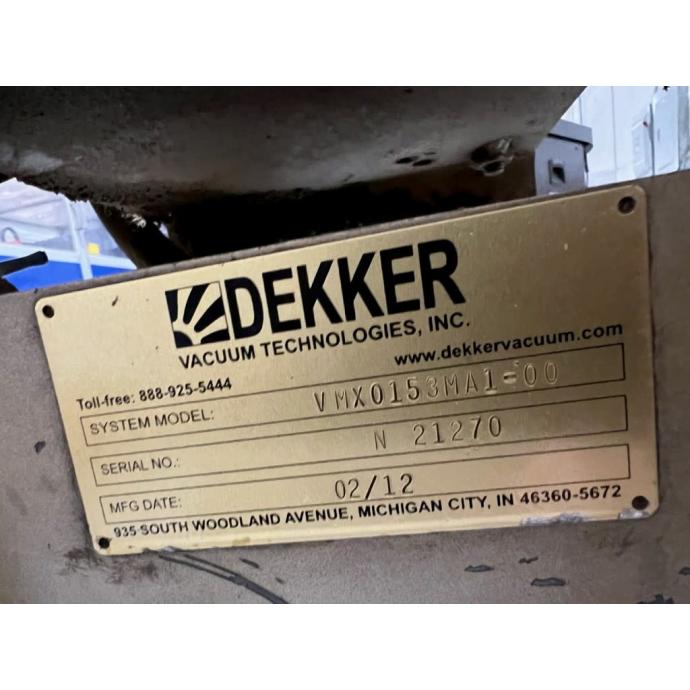 DEKKER
VACUUM TECHNOLOGIES, INC.
www.dekkervacuum.com
Toll-free: 888-925-5444
SYSTEM MODEL: VMX0153MA1-00
SERIAL NO.: N 21270
MFG DATE: 02/12
935 SOUTH WOODLAND AVENUE, MICHIGAN CITY, IN 46360-5672